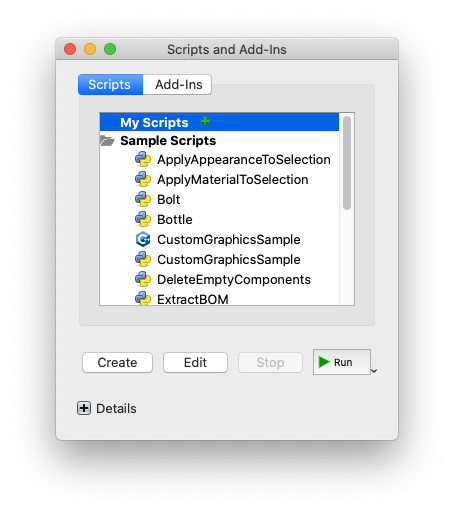 Scripts and Add-Ins
Scripts Add-Ins
My Scripts
Sample Scripts
ApplyAppearanceToSelection
ApplyMaterialToSelection
Bolt
Bottle
C++ CustomGraphicsSample
CustomGraphicsSample
DeleteEmptyComponents
ExtractBOM
Create Edit Stop Run
Details